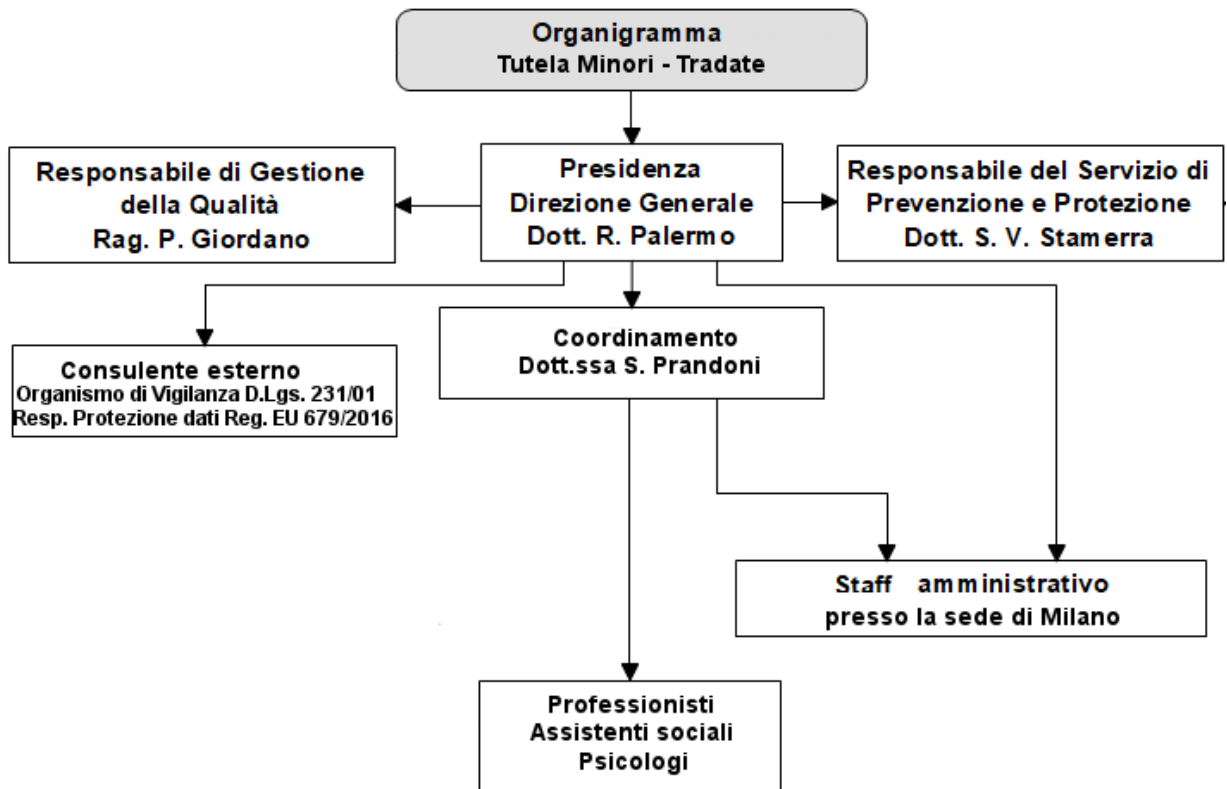 Organigramma
Tutela Minori - Tradate
Responsabile di Gestione
della Qualità
Rag. P. Giordano
Presidenza
Direzione Generale
Dott. R. Palermo
Responsabile del Servizio di
Prevenzione e Protezione
Dott. S. V. Stamerra
Consulente esterno
Organismo di Vigilanza D.Lgs. 231/01
Resp. Protezione dati Reg. EU 679/2016
Coordinamento
Dott.ssa S. Prandoni
Staff amministrativo
presso la sede di Milano
Professionisti
Assistenti sociali
Psicologi